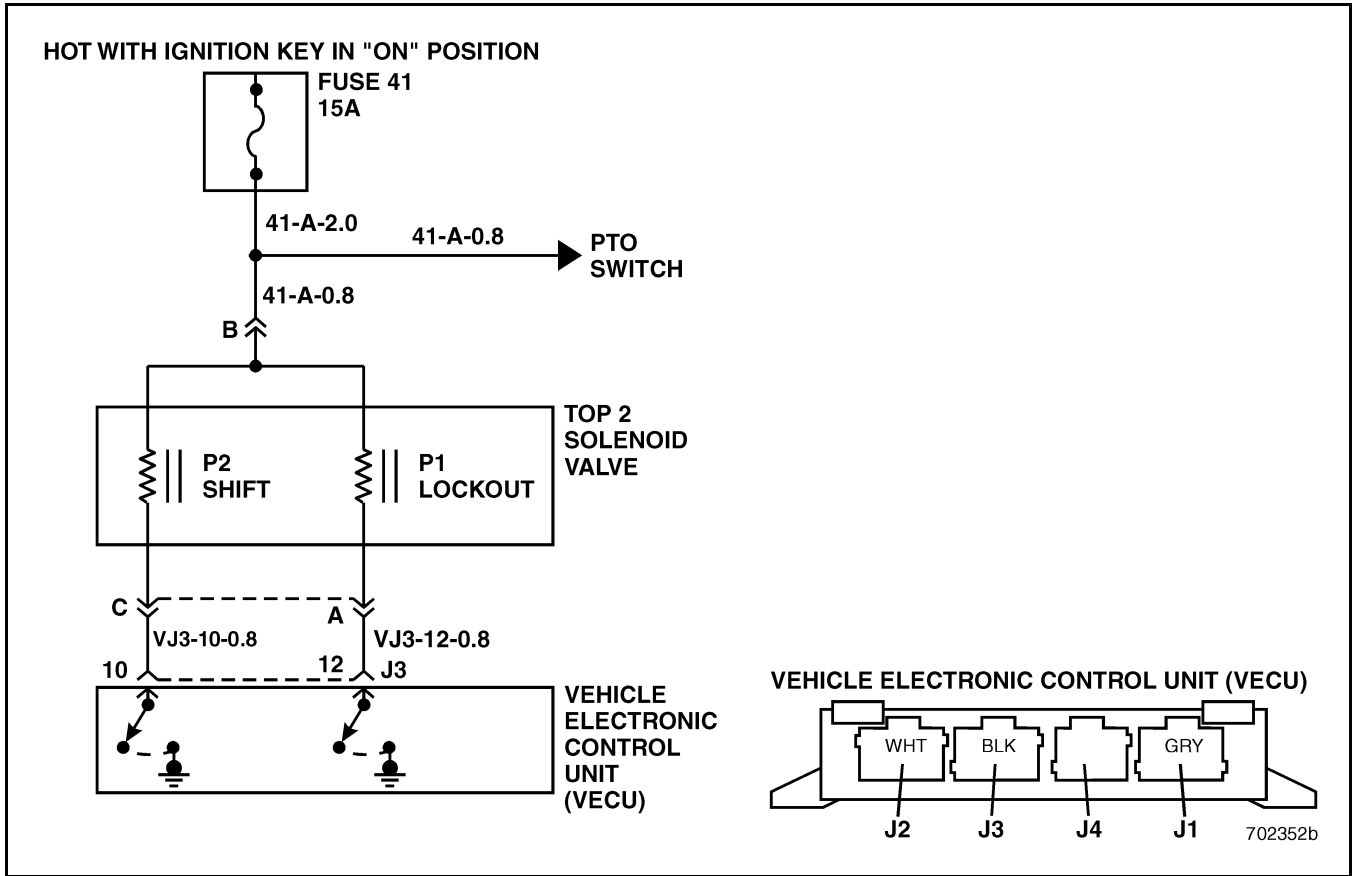 HOT WITH IGNITION KEY IN "ON" POSITION
FUSE 41
15A
41-A-2.0
41-A-0.8
PTO
SWITCH
41-A-0.8
B
TOP 2
SOLENOID
VALVE
P2
SHIFT
P1
LOCKOUT
C
A
VJ3-10-0.8
VJ3-12-0.8
10
12
J3
VEHICLE
ELECTRONIC
CONTROL
UNIT
(VECU)
VEHICLE ELECTRONIC CONTROL UNIT (VECU)
WHT
BLK
GRY
J2
J3
J4
J1
702352b